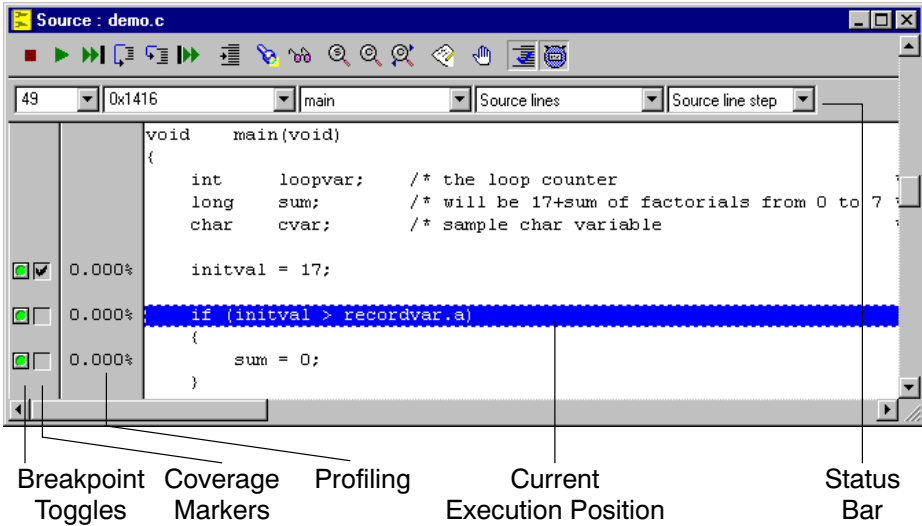 Source : demo.c
49 0x1416 main Source lines Source line step
void main(void)
{
int loopvar; /* the loop counter *
long sum; /* will be 17+sum of factorials from 0 to 7 *
char cvar; /* sample char variable *
0.000% initval = 17;
0.000% if (initval > recordvar.a)
{
0.000% sum = 0;
}
Breakpoint Toggles
Coverage Markers
Profiling
Current Execution Position
Status Bar